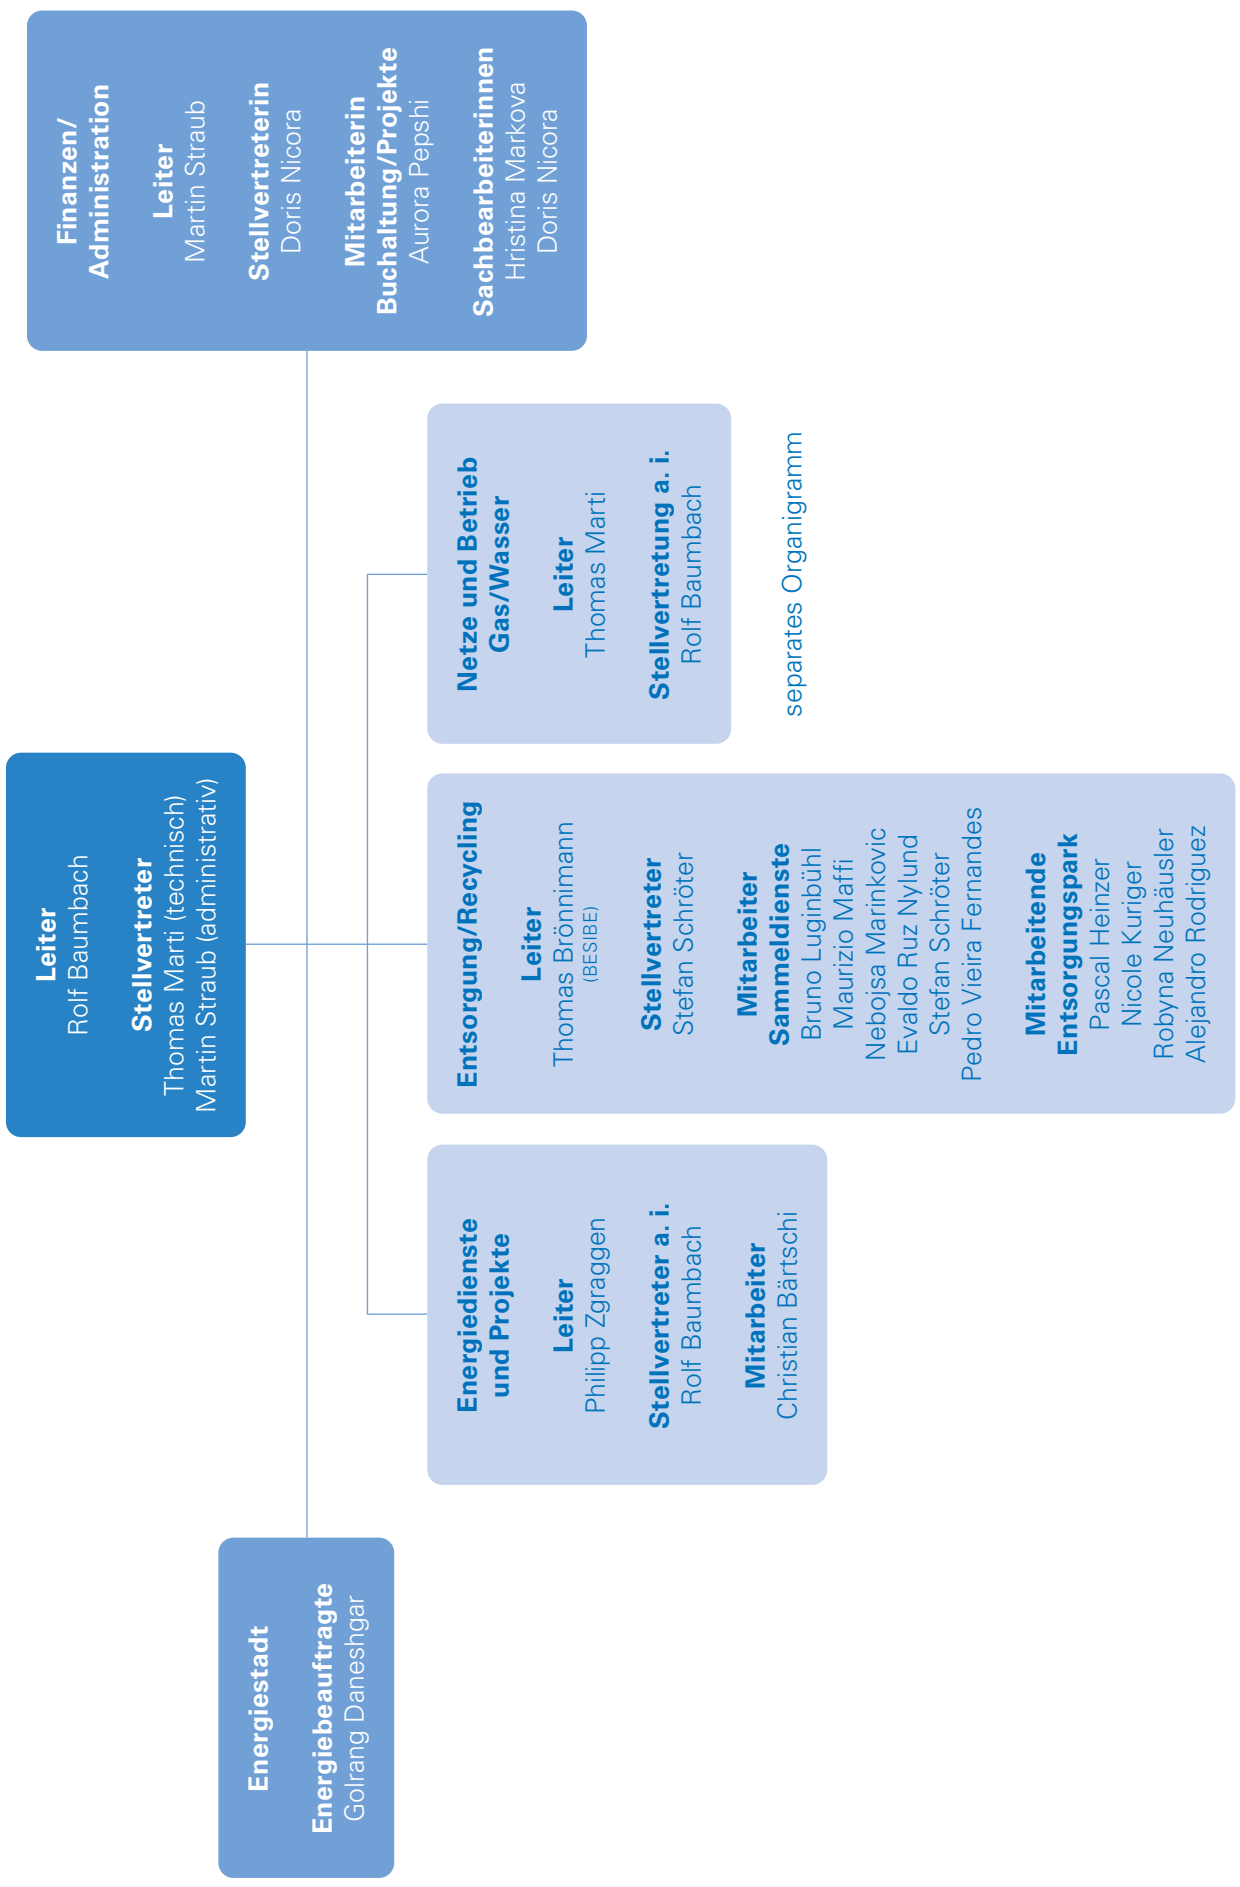 Leiter
Rolf Baumbach
Stellvertreter
Thomas Marti (technisch)
Martin Straub (administrativ)
Energiestadt
Energiebeauftragte
Golrang Daneshgar
Finanzen/
Administration
Leiter
Martin Straub
Stellvertreterin
Doris Nicora
Mitarbeiterin
Buchaltung/Projekte
Aurora Pepshi
Sachbearbeiterinnen
Hristina Markova
Doris Nicora
Energiedienste
und Projekte
Leiter
Philipp Zgraggen
Stellvertreter a. i.
Rolf Baumbach
Mitarbeiter
Christian Bärtschi
Entsorgung/Recycling
Leiter
Thomas Brönnimann
(BESIBE)
Stellvertreter
Stefan Schröter
Mitarbeiter
Sammeldienste
Bruno Luginbühl
Maurizio Maffi
Nebojsa Marinkovic
Evaldo Ruz Nylund
Stefan Schröter
Pedro Vieira Fernandes
Mitarbeitende
Entsorgungspark
Pascal Heinzer
Nicole Kuriger
Robyna Neuhäusler
Alejandro Rodriguez
Netze und Betrieb
Gas/Wasser
Leiter
Thomas Marti
Stellvertretung a. i.
Rolf Baumbach
separates Organigramm